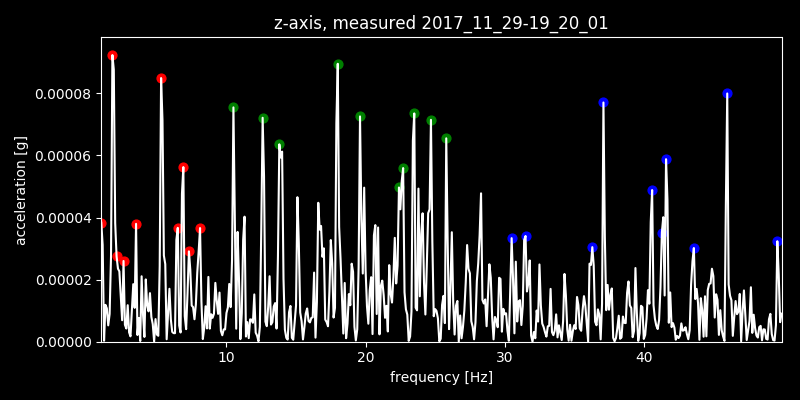 z-axis, measured 2017_11_29-19_20_01
acceleration [g]
0.00008
0.00006
0.00004
0.00002
0.00000
10 20 30 40
frequency [Hz]